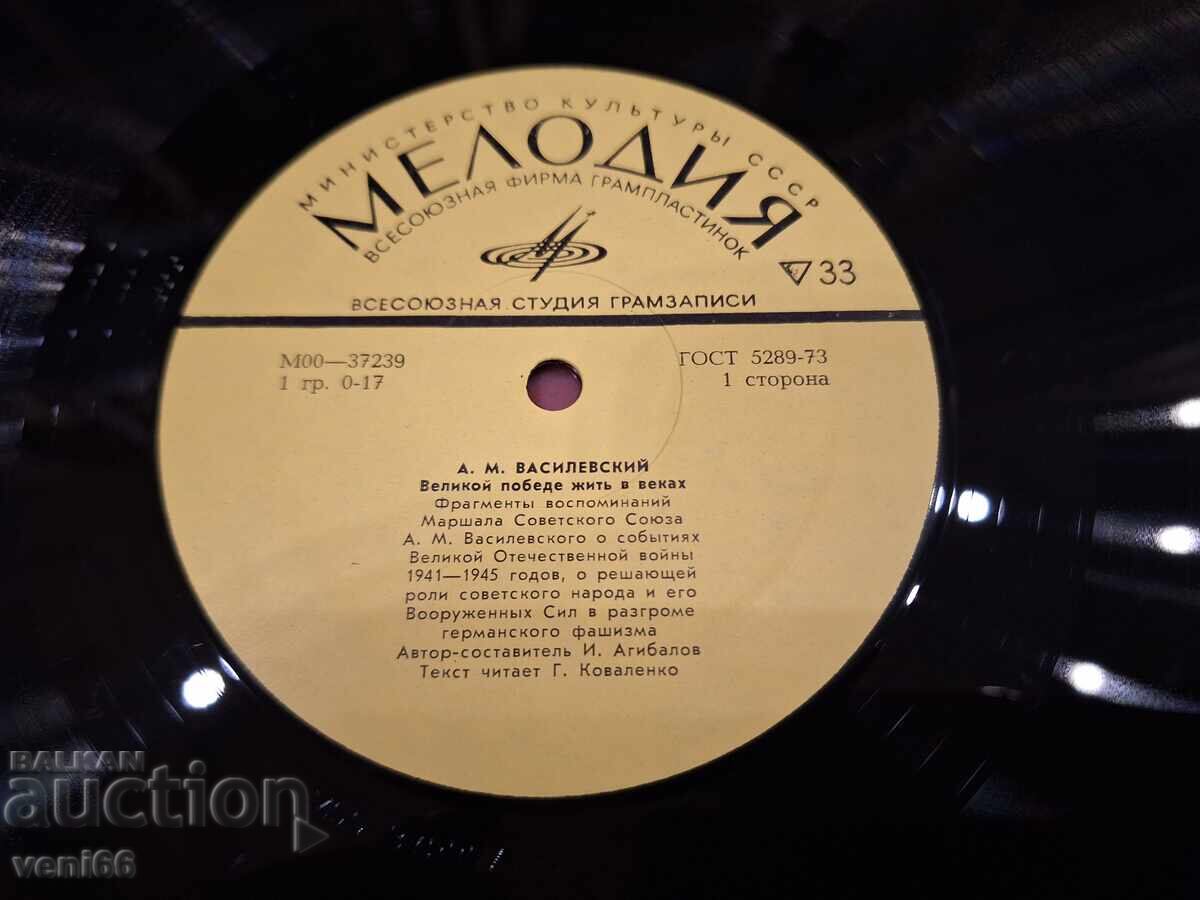 МИНИСТЕРСТВО КУЛЬТУРЫ СССР
МЕЛОДИЯ
ВСЕСОЮЗНАЯ ФИРМА ГРАМПЛАСТИНОК
33
ВСЕСОЮЗНАЯ СТУДИЯ ГРАМЗАПИСИ
М00—37239
ГОСТ 5289-73
1 гр. 0-17
1 сторона
А. М. ВАСИЛЕВСКИЙ
Великой победе жить в веках
Фрагменты воспоминаний
Маршала Советского Союза
А. М. Василевского о событиях
Великой Отечественной войны
1941—1945 годов, о решающей
роли советского народа и его
Вооруженных Сил в разгроме
германского фашизма
Автор-составитель И. Агибалов
Текст читает Г. Коваленко
BALKAN
auction
veni66